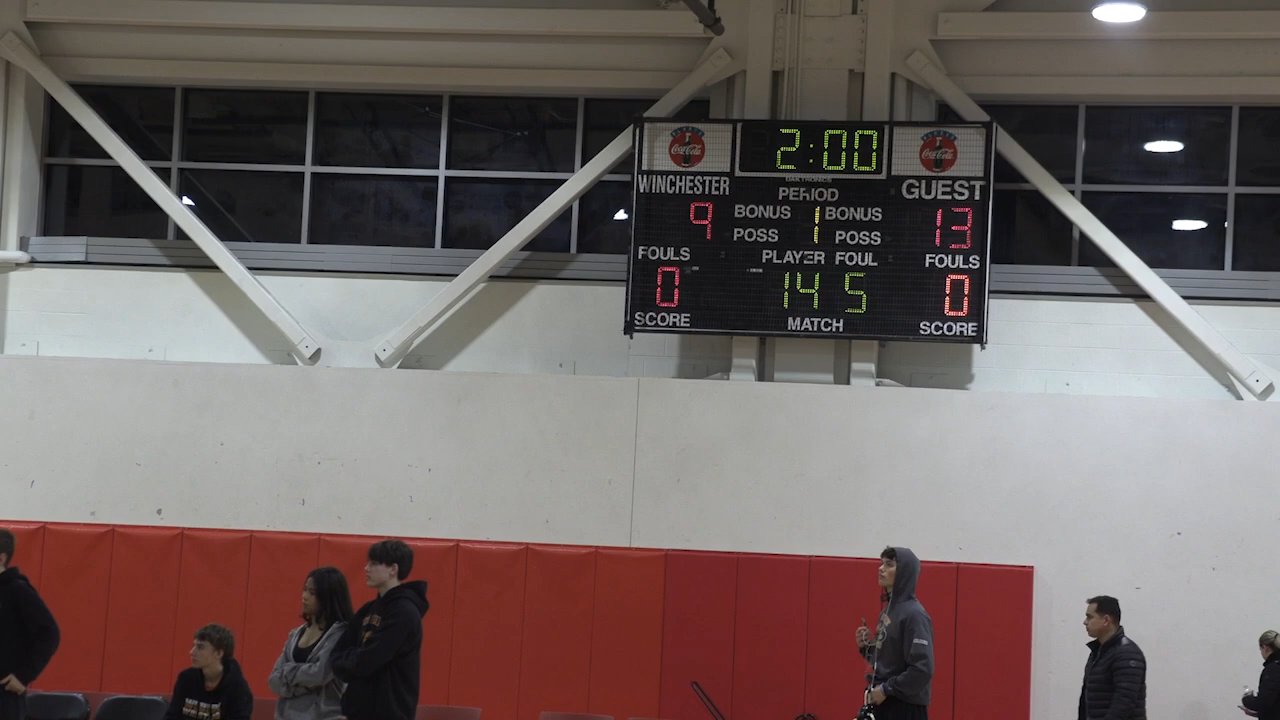 Coca-Cola 2:00 Coca-Cola
DAKTRONICS
WINCHESTER PERIOD GUEST
9 BONUS 1 BONUS 13
POSS POSS
FOULS PLAYER FOUL FOULS
0 14 5 0
SCORE MATCH SCORE